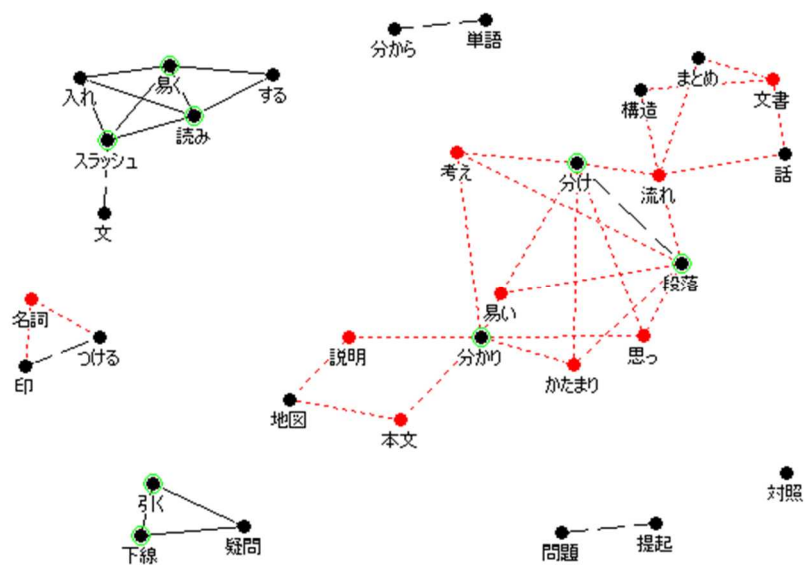 分から
単語
入れ
易く
する
読み
スラッシュ
文
まとめ
構造
文書
話
考え
分け
流れ
段落
易い
名詞
つける
印
説明
分かり
思っ
かたまり
地図
本文
引く
下線
疑問
対照
問題
提起